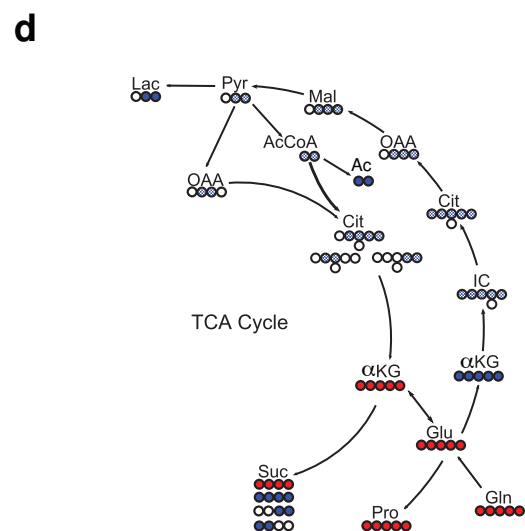 d
Lac
Pyr
Mal
AcCoA
OAA
Ac
OAA
Cit
Cit
IC
TCA Cycle
αKG
αKG
Glu
Suc
Gln
Pro